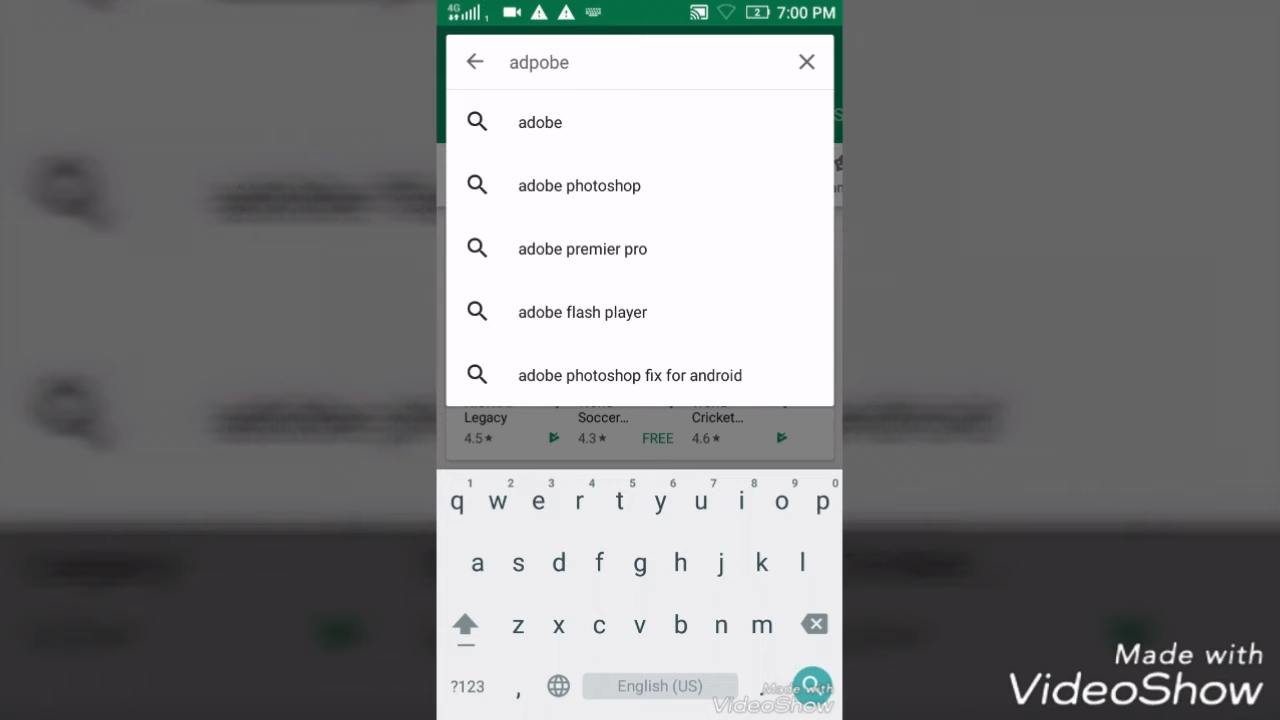 4G 1 2 7:00 PM
adpobe
adobe
adobe photoshop
adobe premier pro
adobe flash player
adobe photoshop fix for android
Legacy Soccer... Cricket...
4.5★ 4.3★ FREE 4.6★
1 2 3 4 5 6 7 8 9 0
q w e r t y u i o p
a s d f g h j k l
z x c v b n m
?123 , English (US) .
Made with
VideoShow
Made with
VideoShow